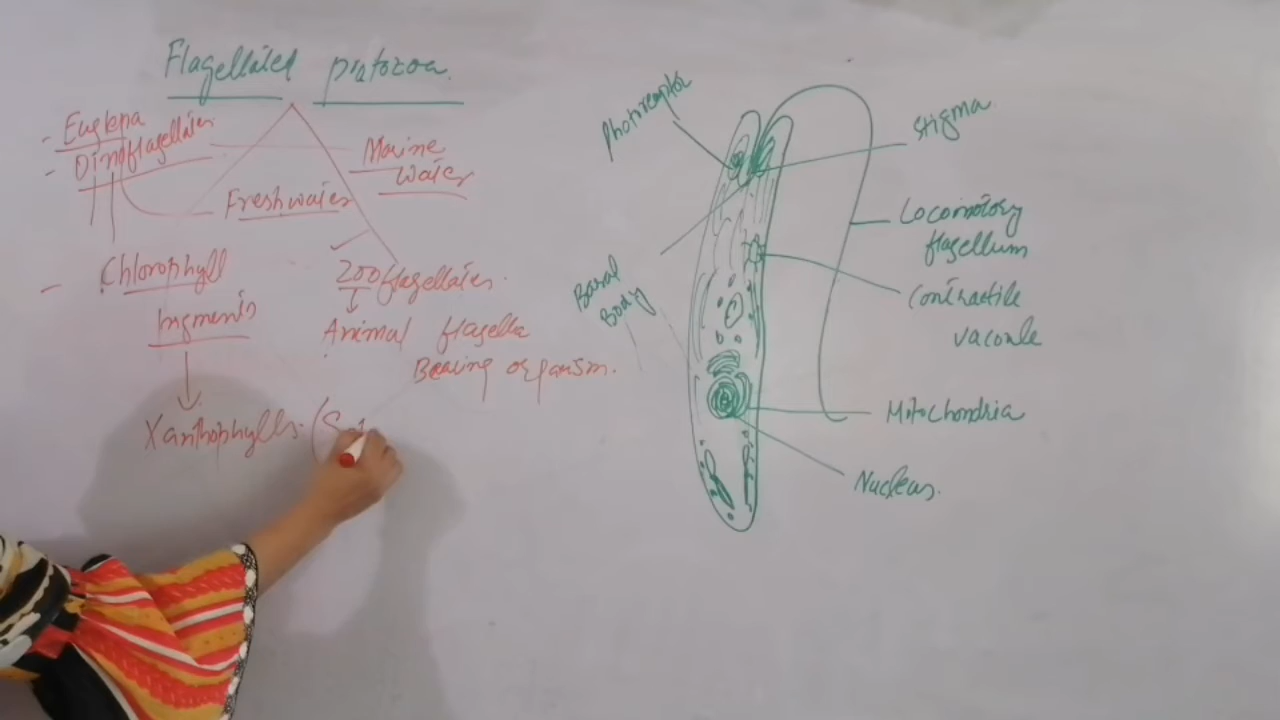 Flagellated protozoa.
- Euglena
- Dinoflagellates
Marine
water
Freshwater
- Chlorophyll
Pigments
Xanthophylls. (
Zooflagellates.
Animal flagella
Bearing organism.
Photoreceptor
Stigma
Locomotory
flagellum
Basal
Body
Contractile
vacoule
Mitochondria
Nucleus.